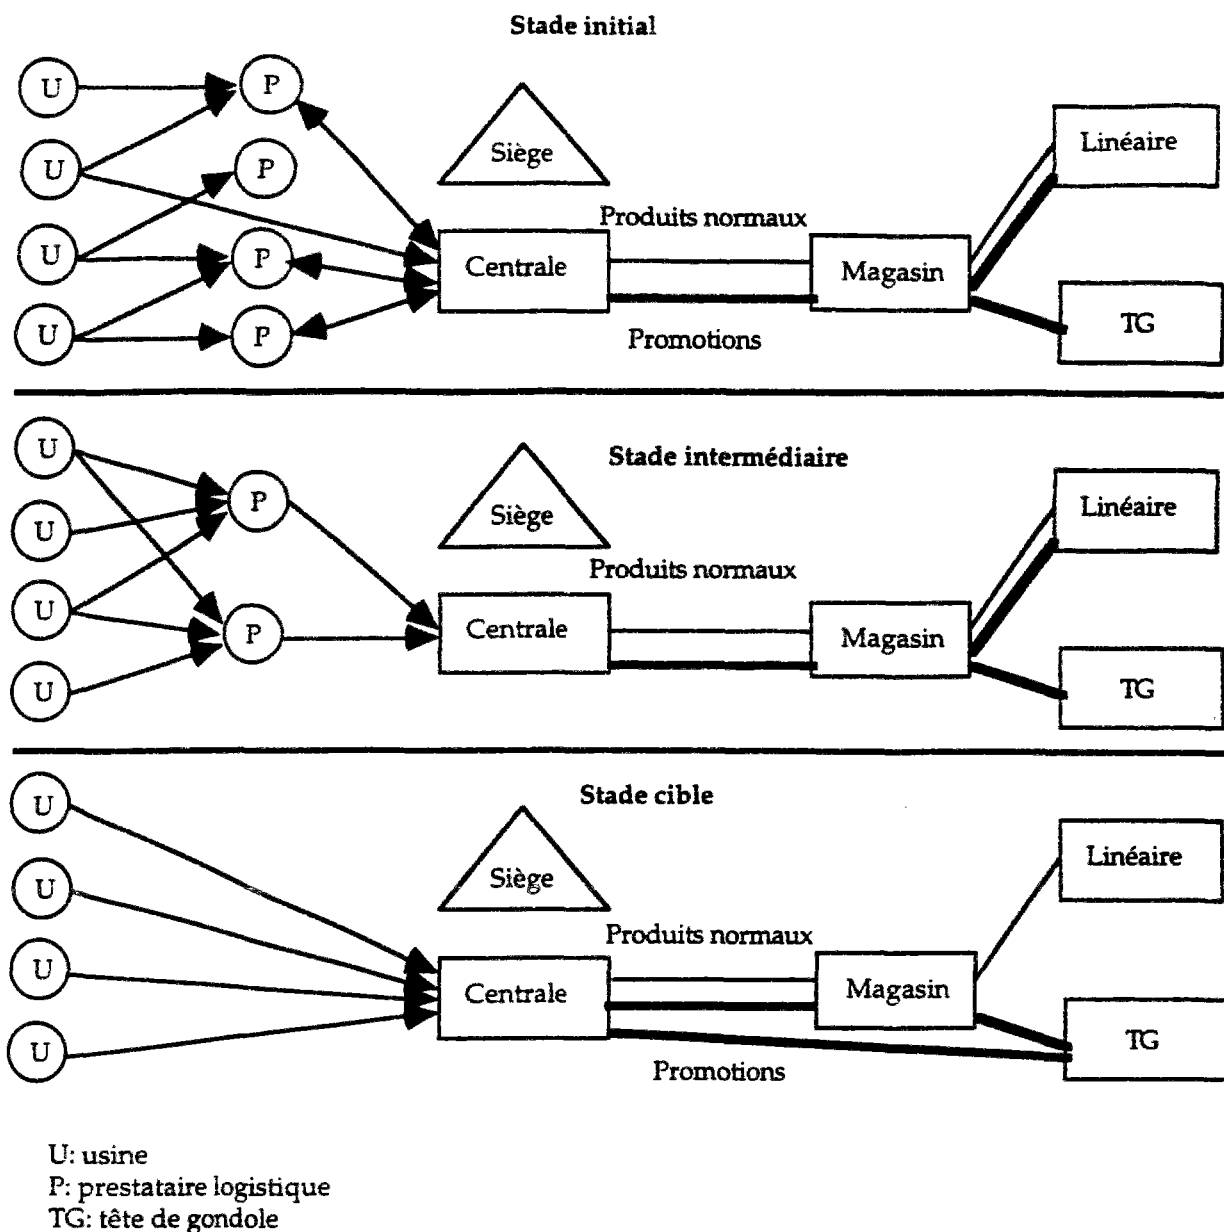 Stade initial
U
P
Siège
Linéaire
U
P
Produits normaux
U
P
Centrale
Magasin
U
P
Promotions
TG
U
Stade intermédiaire
P
Siège
Linéaire
U
Produits normaux
U
P
Centrale
Magasin
U
TG
U
Stade cible
Siège
Linéaire
U
Produits normaux
U
Centrale
Magasin
U
Promotions
TG
U: usine
P: prestataire logistique
TG: tête de gondole